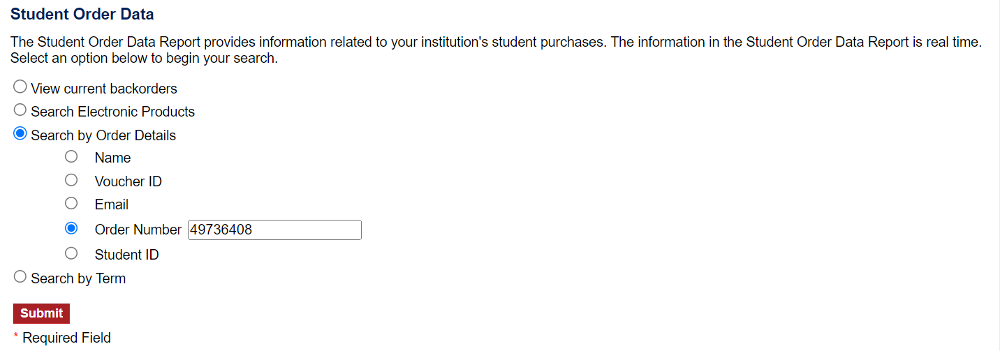 Student Order Data
The Student Order Data Report provides information related to your institution's student purchases. The information in the Student Order Data Report is real time.
Select an option below to begin your search.
View current backorders
Search Electronic Products
Search by Order Details
Name
Voucher ID
Email
Order Number 49736408
Student ID
Search by Term
Submit
* Required Field